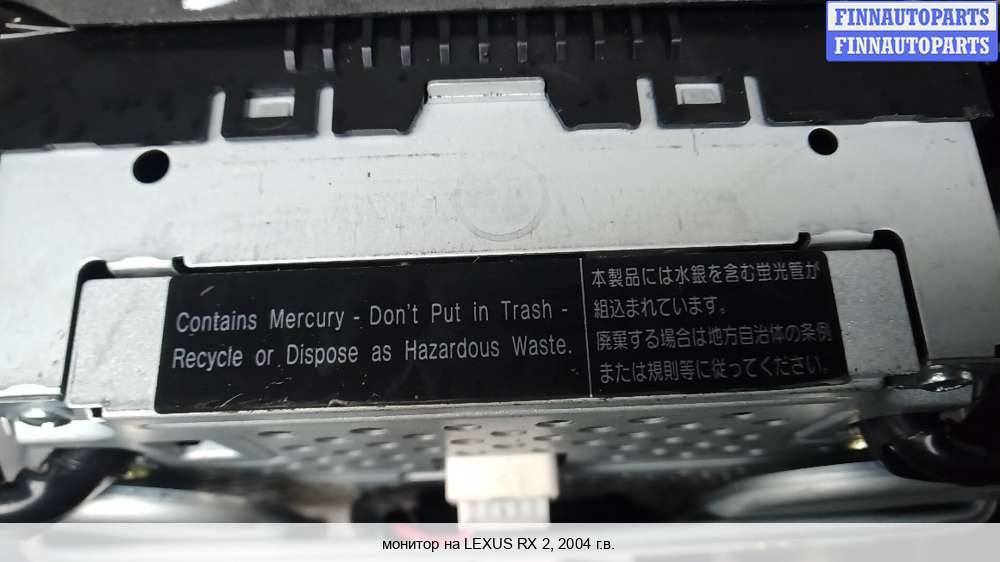 FINNAUTOPARTS
FINNAUTOPARTS
Contains Mercury - Don't Put in Trash -
Recycle or Dispose as Hazardous Waste.
本製品には水銀を含む蛍光管が
組込まれています。
廃棄する場合は地方自治体の条例
または規則等に従ってください。
монитор на LEXUS RX 2, 2004 г.в.